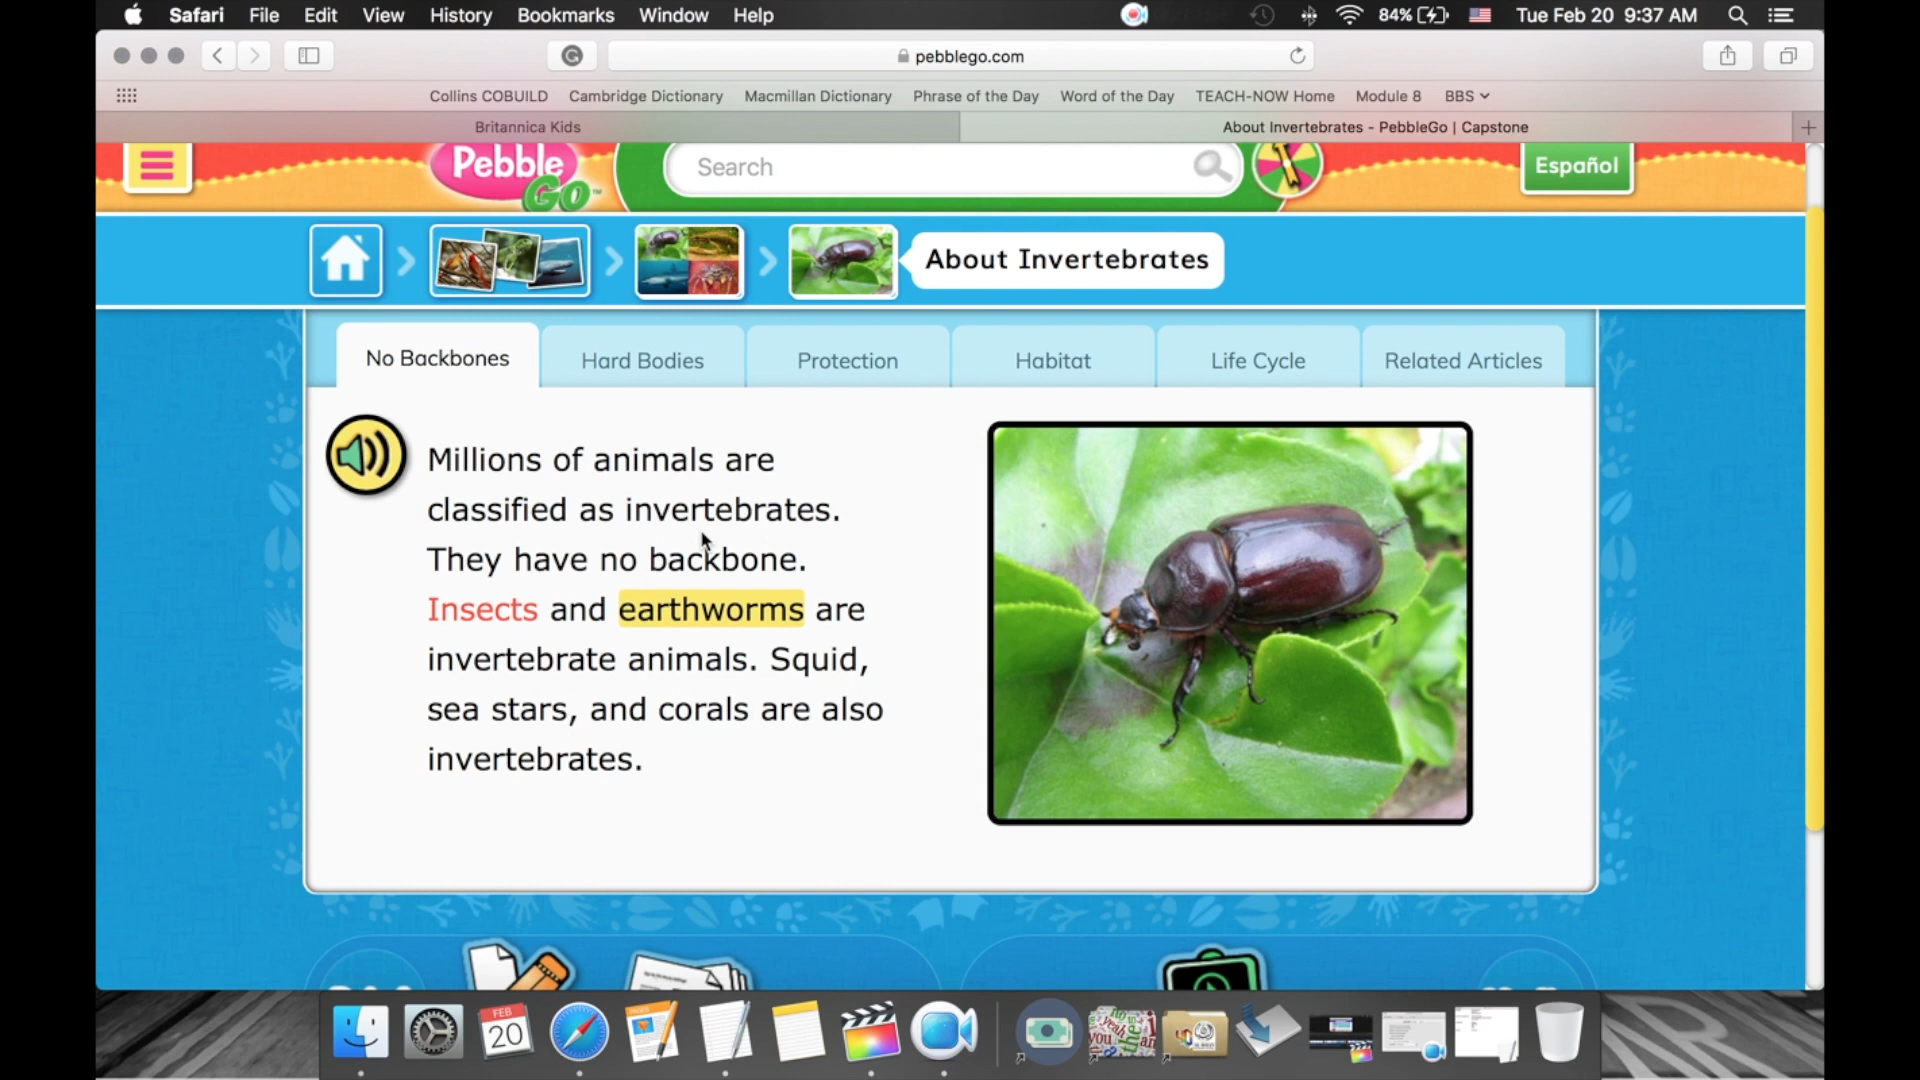 Safari File Edit View History Bookmarks Window Help 84% Tue Feb 20 9:37 AM
pebblego.com
Collins COBUILD Cambridge Dictionary Macmillan Dictionary Phrase of the Day Word of the Day TEACH-NOW Home Module 8 BBS
Britannica Kids About Invertebrates - PebbleGo | Capstone
Pebble Go™ Search Español
About Invertebrates
No Backbones Hard Bodies Protection Habitat Life Cycle Related Articles
Millions of animals are
classified as invertebrates.
They have no backbone.
Insects and earthworms are
invertebrate animals. Squid,
sea stars, and corals are also
invertebrates.
FEB
20
PAGES